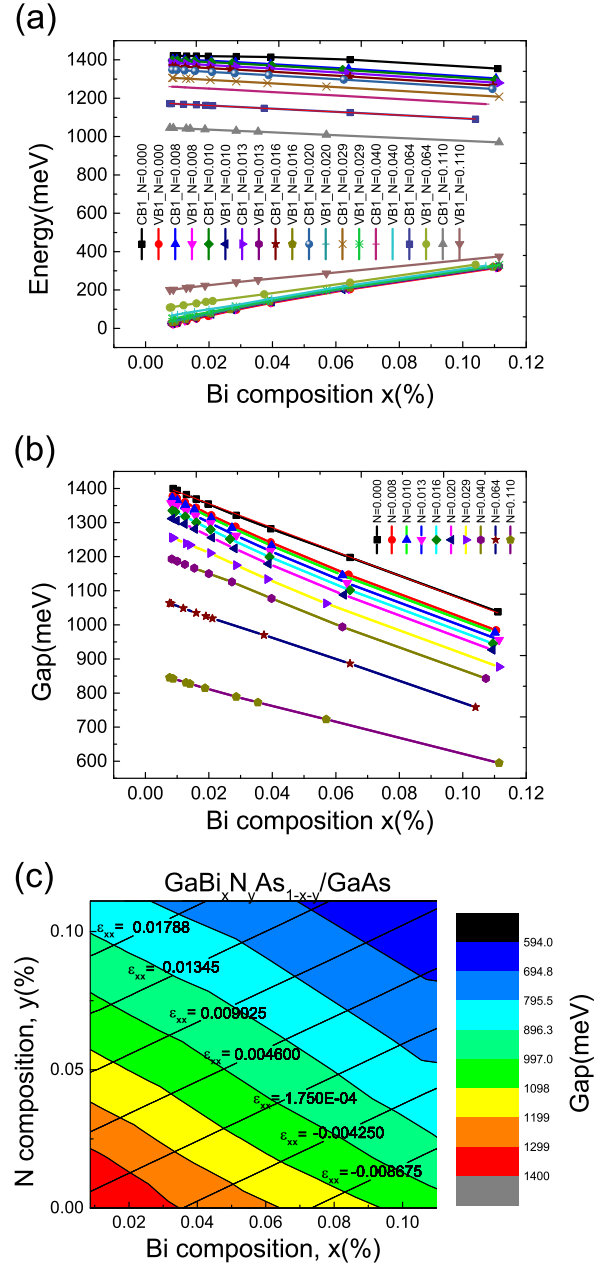 (a)
1400
1200
1000
800
600
400
200
0
Energy(meV)
CB1_N=0.000
VB1_N=0.000
CB1_N=0.008
VB1_N=0.008
CB1_N=0.010
VB1_N=0.010
CB1_N=0.013
VB1_N=0.013
CB1_N=0.016
VB1_N=0.016
CB1_N=0.020
VB1_N=0.020
CB1_N=0.029
VB1_N=0.029
CB1_N=0.040
VB1_N=0.040
CB1_N=0.064
VB1_N=0.064
CB1_N=0.110
VB1_N=0.110
0.00 0.02 0.04 0.06 0.08 0.10 0.12
Bi composition x(%)
(b)
1400
1300
1200
1100
1000
900
800
700
600
Gap(meV)
N=0.000
N=0.008
N=0.010
N=0.013
N=0.016
N=0.020
N=0.029
N=0.040
N=0.064
N=0.110
0.00 0.02 0.04 0.06 0.08 0.10 0.12
Bi composition x(%)
(c)
GaBixNyAs1-x-y/GaAs
0.10
0.05
0.00
N composition, y(%)
εxx= 0.01788
εxx= 0.01345
εxx= 0.009025
εxx= 0.004600
εxx= 1.750E-04
εxx= -0.004250
εxx= -0.008675
0.02 0.04 0.06 0.08 0.10
Bi composition, x(%)
594.0
694.8
795.5
896.3
997.0
1098
1199
1299
1400
Gap(meV)